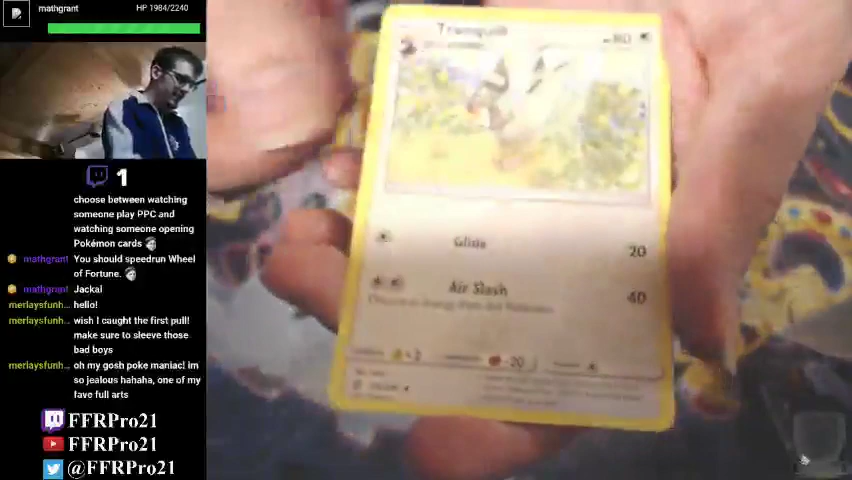 mathgrant
HP 1984/2240
1
choose between watching
someone play PPC and
watching someone opening
Pokémon cards
mathgrant: You should speedrun Wheel
of Fortune.
mathgrant: Jackal
merlaysfunh... hello!
merlaysfunh... wish I caught the first pull!
make sure to sleeve those
bad boys
merlaysfunh... oh my gosh poke maniac! im
so jealous hahaha, one of my
fave full arts
FFRPro21
FFRPro21
@FFRPro21
Tranquill
80
Glide 20
Air Slash 40